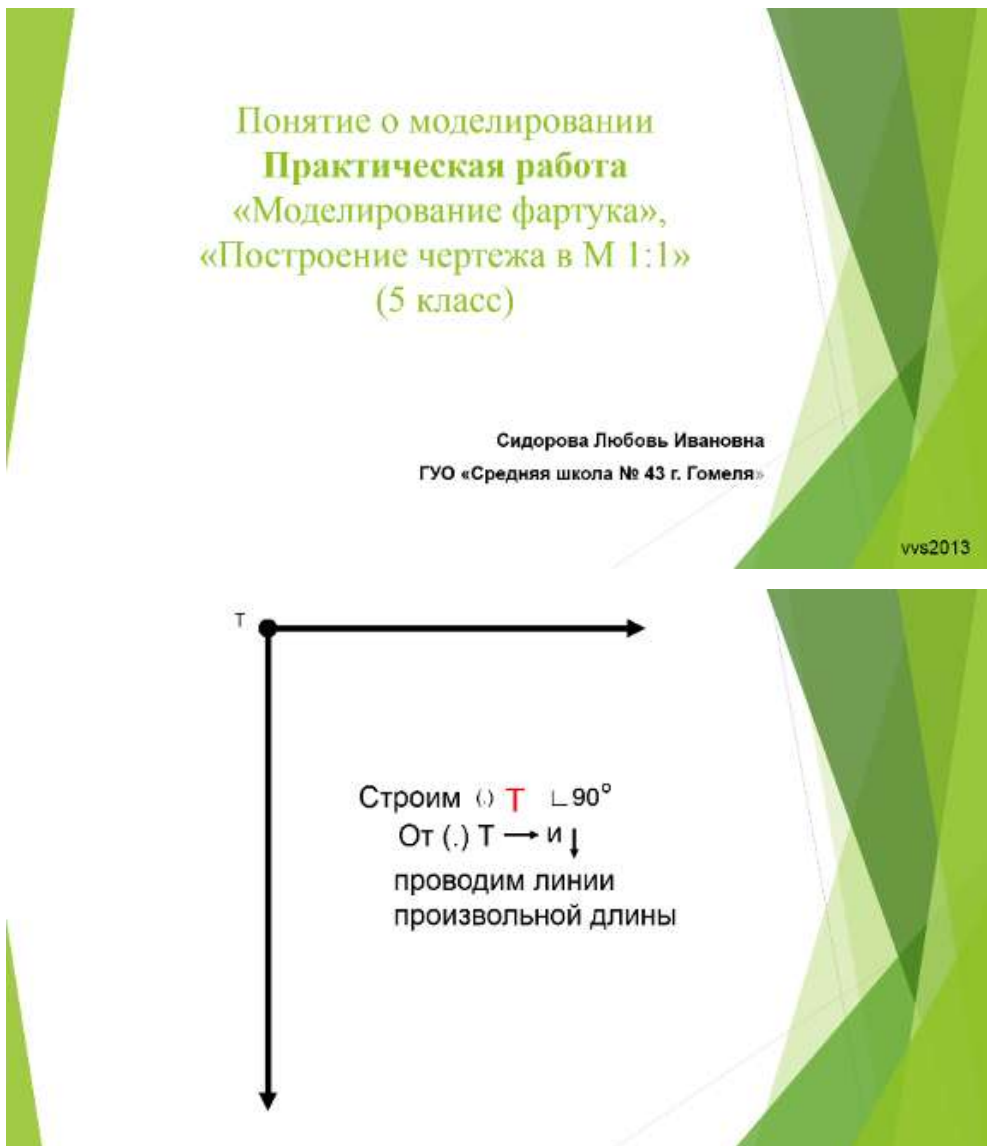 Понятие о моделировании
Практическая работа
«Моделирование фартука»,
«Построение чертежа в М 1:1»
(5 класс)
Сидорова Любовь Ивановна
ГУО «Средняя школа № 43 г. Гомеля»
vvs2013
Т
Строим (.) Т ∟90°
От (.) Т → и ↓
проводим линии
произвольной длины